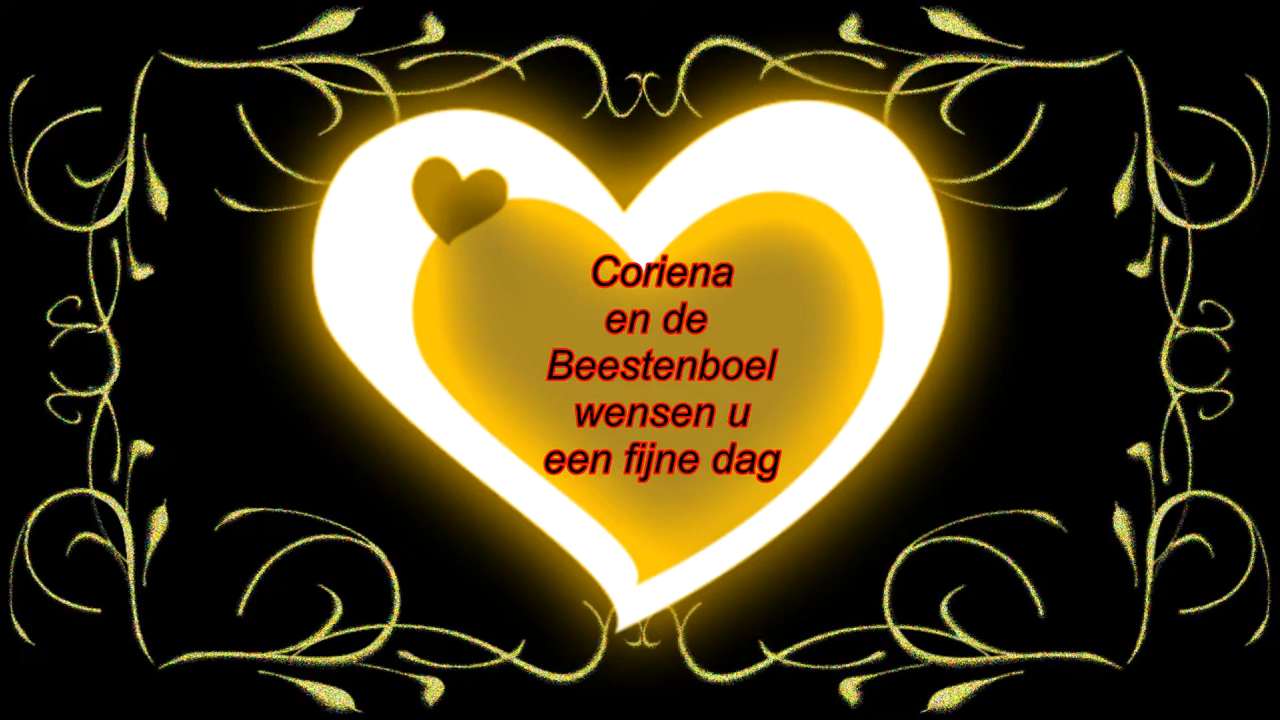 Coriena
en de
Beestenboel
wensen u
een fijne dag